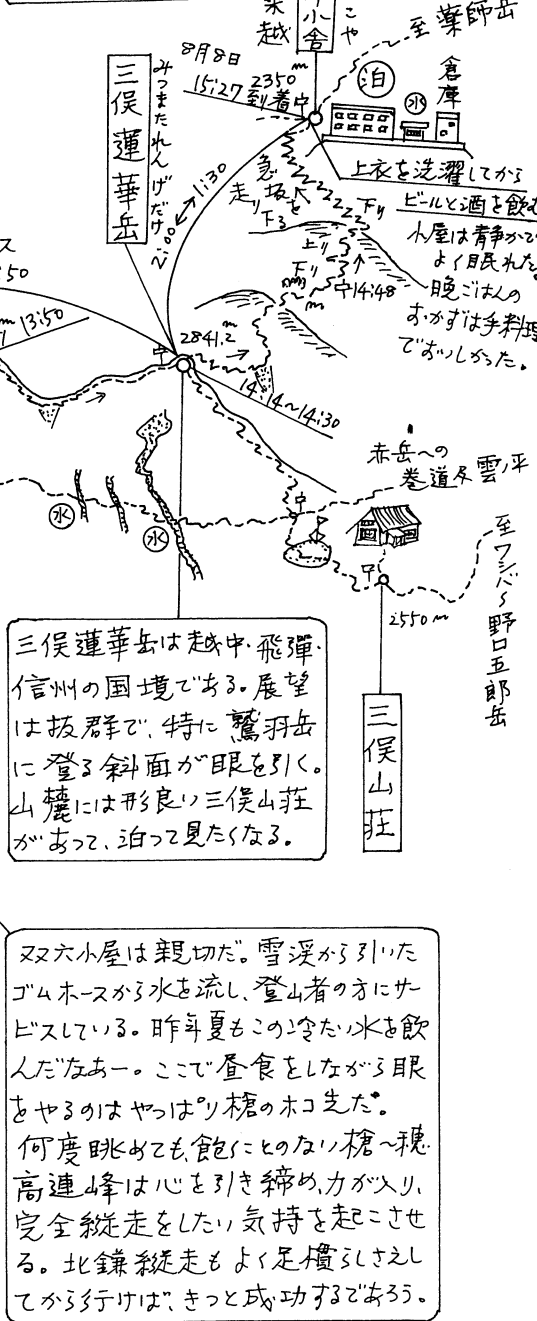 小舎
こや
越
至薬師岳
8月8日
15:27
到着
2350m
泊
水
倉庫
三俣蓮華岳
みつまたれんげだけ
2:00←→1:30
急坂を
走り下る
上衣を洗濯してから
ビールと酒を飲む
小屋は静かで
よく眠れた。
晩ごはんの
おかずは手料理
でおいしかった。
下り
上り
下り
14:48
ス
:50
m 13:50
2841.2m
14:14〜14:30
赤岳への
巻道及雲ノ平
水
水
至ワシバ〜野口五郎岳
2550m
三俣山荘
三俣蓮華岳は越中・飛彈・
信州の国境である。展望
は抜群で、特に鷲羽岳
に登る斜面が眼を引く。
山麓には形良い三俣山荘
があって、泊って見たくなる。
双六小屋は親切だ。雪渓から引いた
ゴムホースから水を流し、登山者の方にサー
ビスしている。昨年夏もこの冷たい水を飲
んだなあー。ここで昼食をしながら眼
をやるのはやっぱり槍のホコ先だ。
何度眺めても、飽くことのない槍〜穂
高連峰は心を引き締め、力が入り、
完全縦走をしたい気持を起こさせ
る。北鎌縦走もよく足慣らしさえし
てから行けば、きっと成功するであろう。